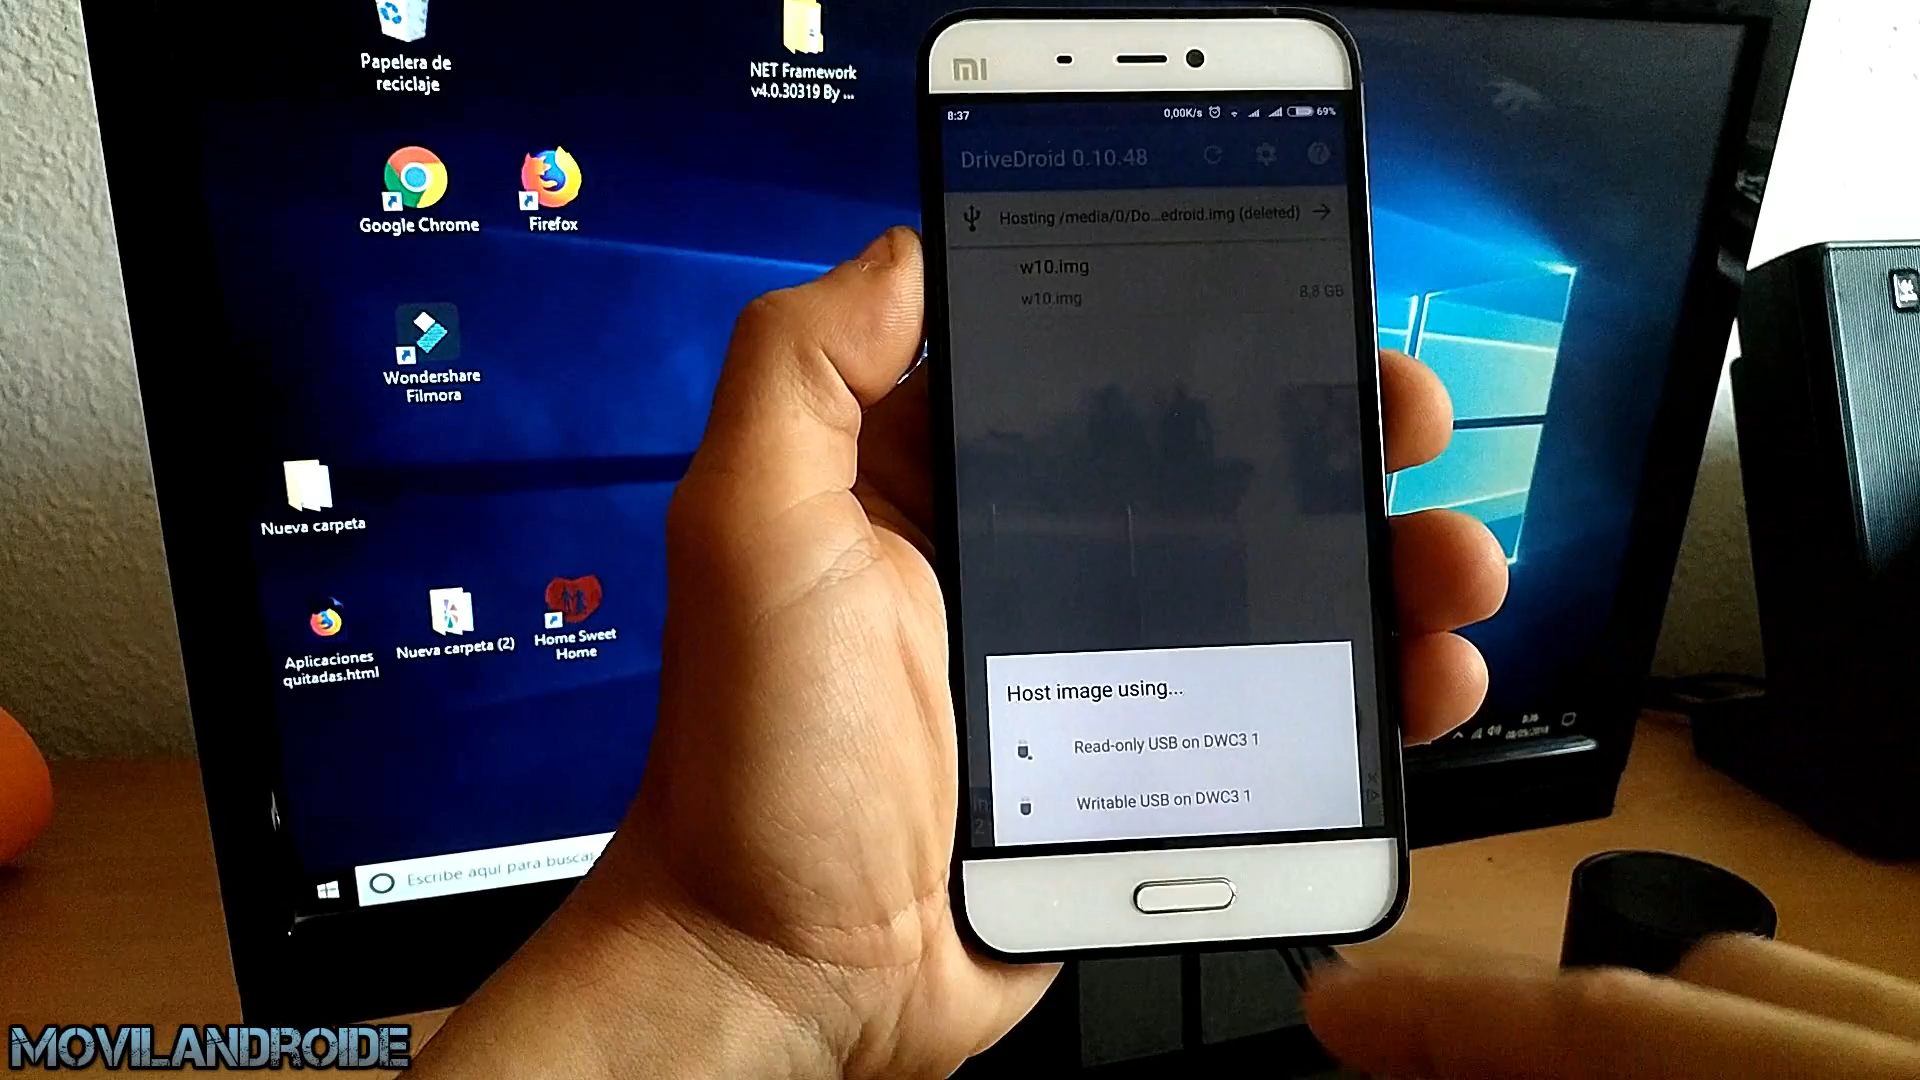 Papelera de
reciclaje
NET Framework
v4.0.30319 By ...
Google Chrome
Firefox
Wondershare
Filmora
Nueva carpeta
Aplicaciones
quitadas.html
Nueva carpeta (2)
Home Sweet
Home
Escribe aquí para buscar
MI
8:37
0,00K/s
69%
DriveDroid 0.10.48
Hosting /media/0/Do...edroid.img (deleted)
w10.img
w10.img
8,8 GB
Host image using...
Read-only USB on DWC3 1
Writable USB on DWC3 1
MOVILANDROIDE